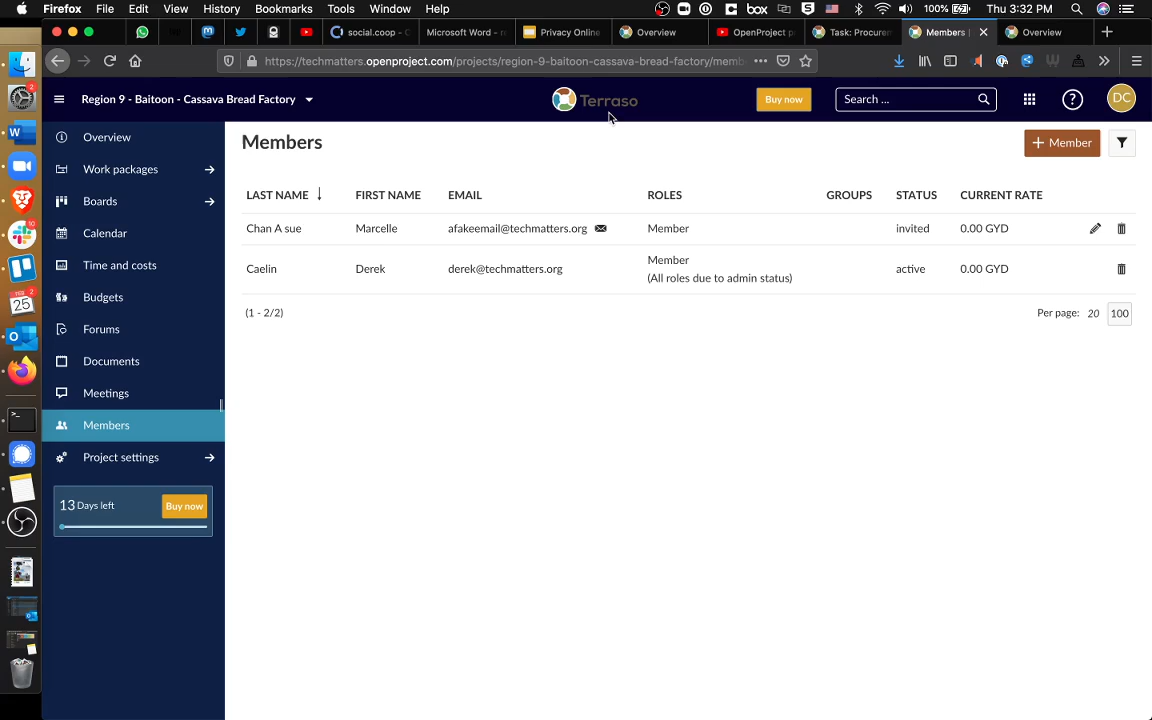 Firefox File Edit View History Bookmarks Tools Window Help
100% Thu 3:32 PM
social.coop - C
Microsoft Word - r
Privacy Online
Overview
OpenProject p
Task: Procurem
Members |
Overview
https://techmatters.openproject.com/projects/region-9-baitoon-cassava-bread-factory/memb
Region 9 - Baitoon - Cassava Bread Factory
Terraso
Buy now
Search ...
DC
Overview
Work packages
Boards
Calendar
Time and costs
Budgets
Forums
Documents
Meetings
Members
Project settings
13 Days left
Buy now
Members
+ Member
LAST NAME FIRST NAME EMAIL ROLES GROUPS STATUS CURRENT RATE
Chan A sue Marcelle afakeemail@techmatters.org Member invited 0.00 GYD
Caelin Derek derek@techmatters.org Member active 0.00 GYD
(All roles due to admin status)
(1 - 2/2)
Per page: 20 100